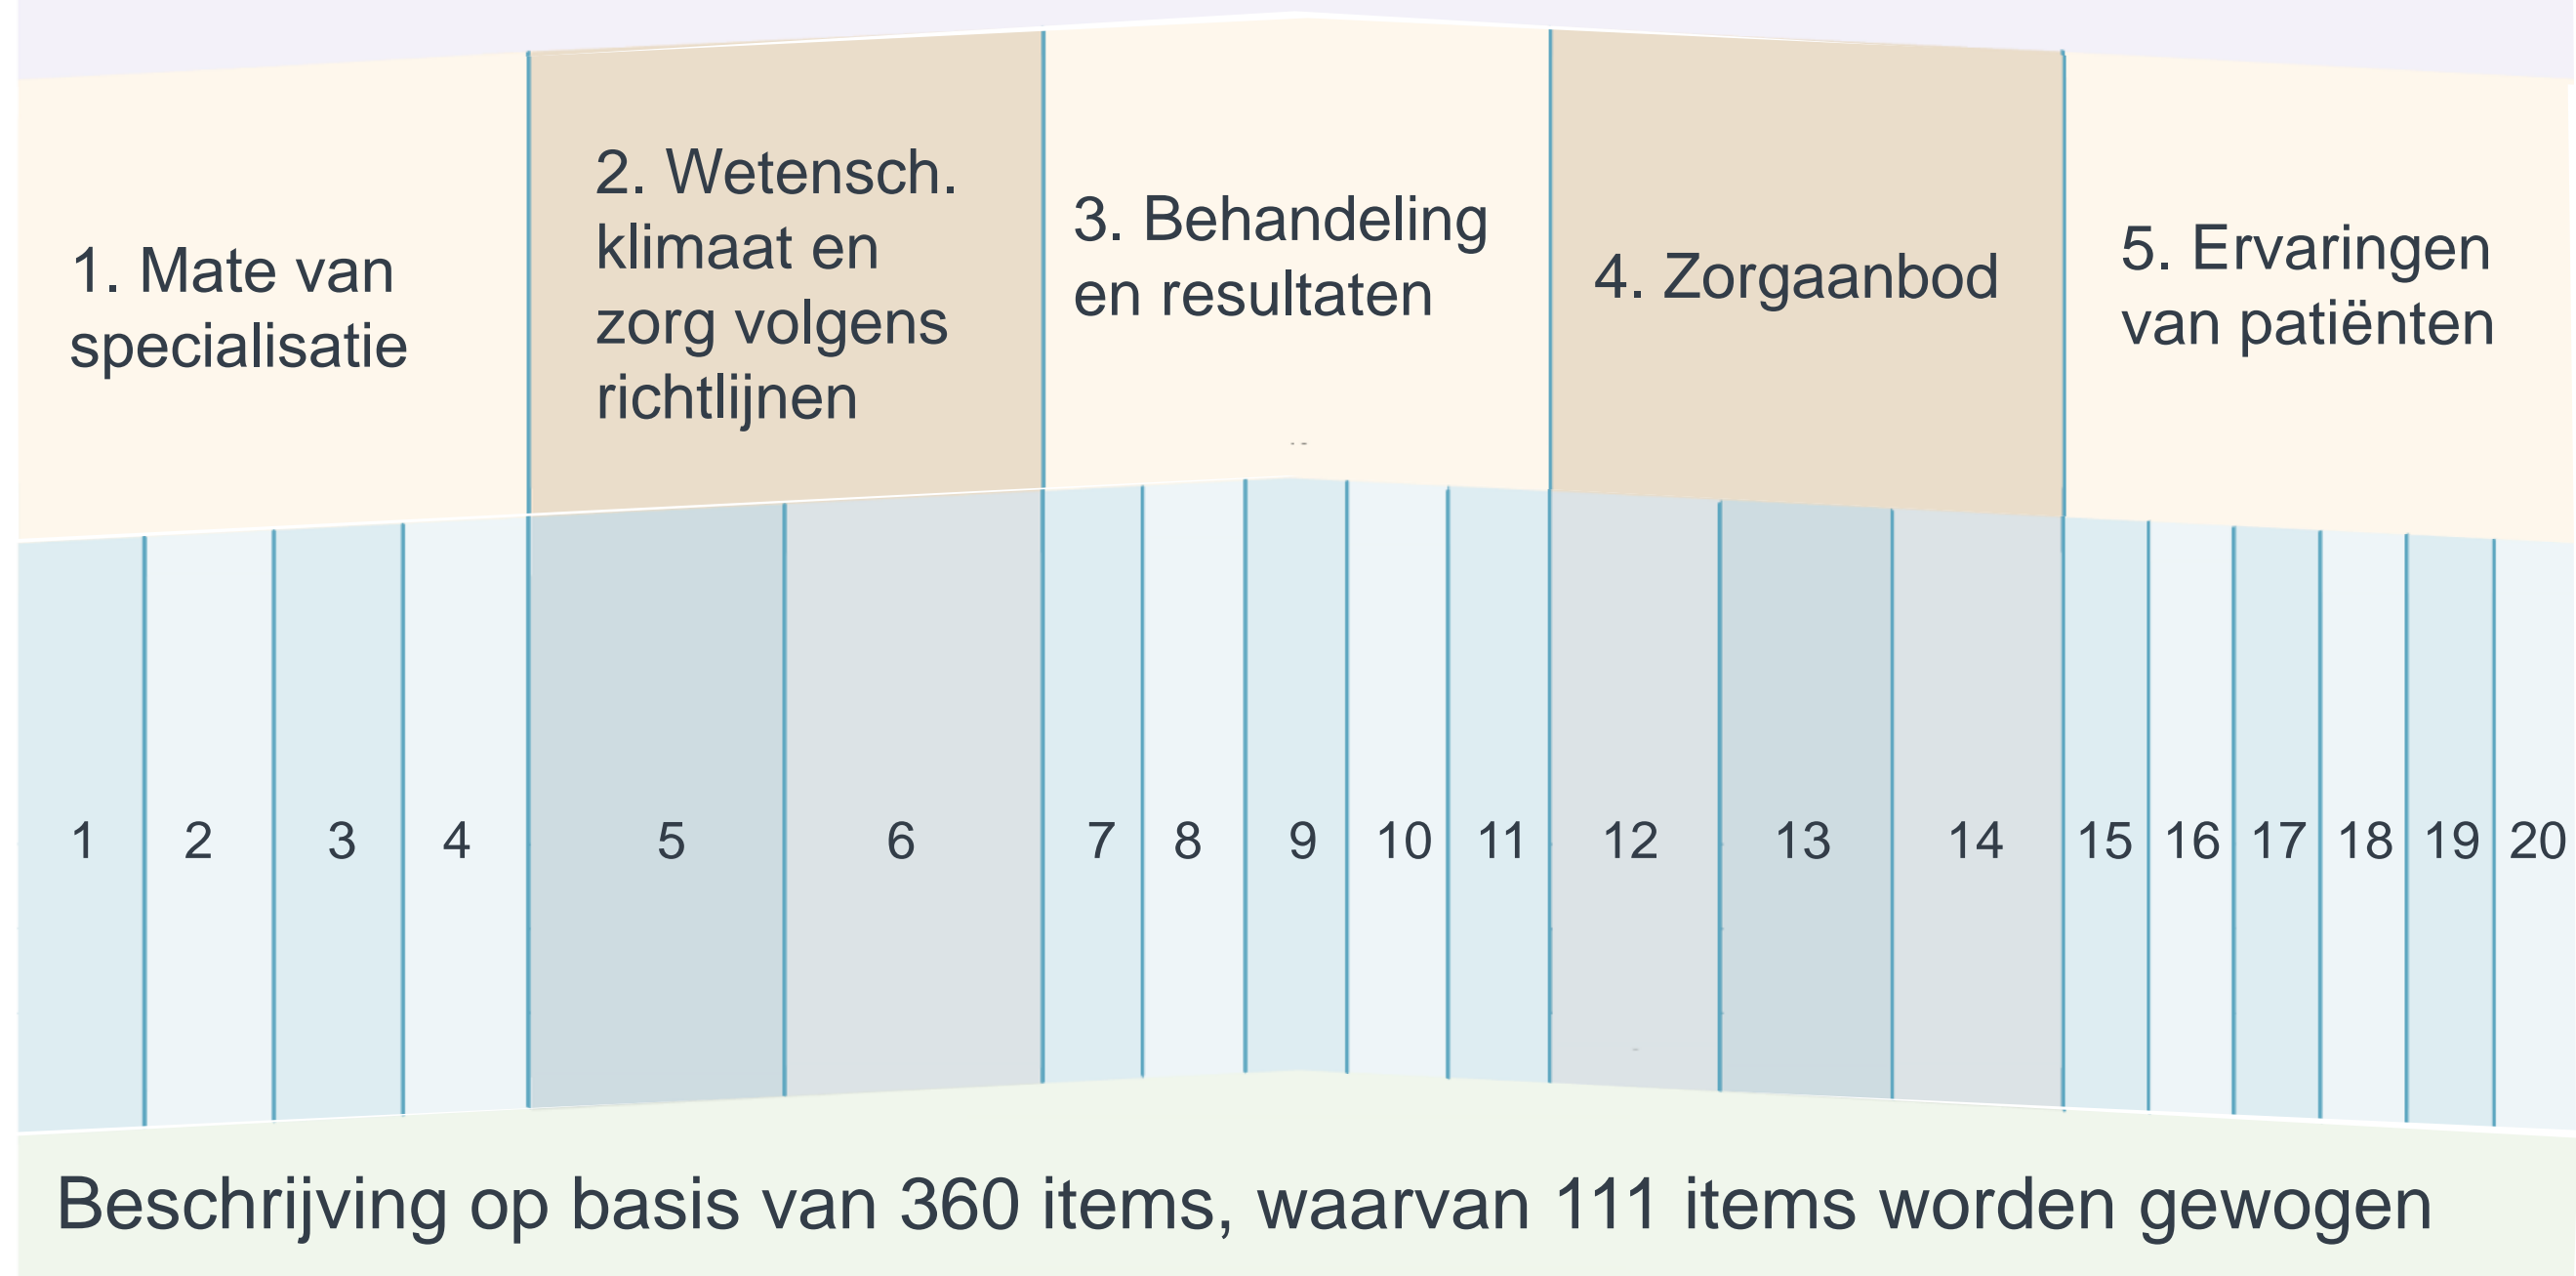 1. Mate van
specialisatie
2. Wetensch.
klimaat en
zorg volgens
richtlijnen
3. Behandeling
en resultaten
4. Zorgaanbod
5. Ervaringen
van patiënten
1 2 3 4 5 6 7 8 9 10 11 12 13 14 15 16 17 18 19 20
Beschrijving op basis van 360 items, waarvan 111 items worden gewogen